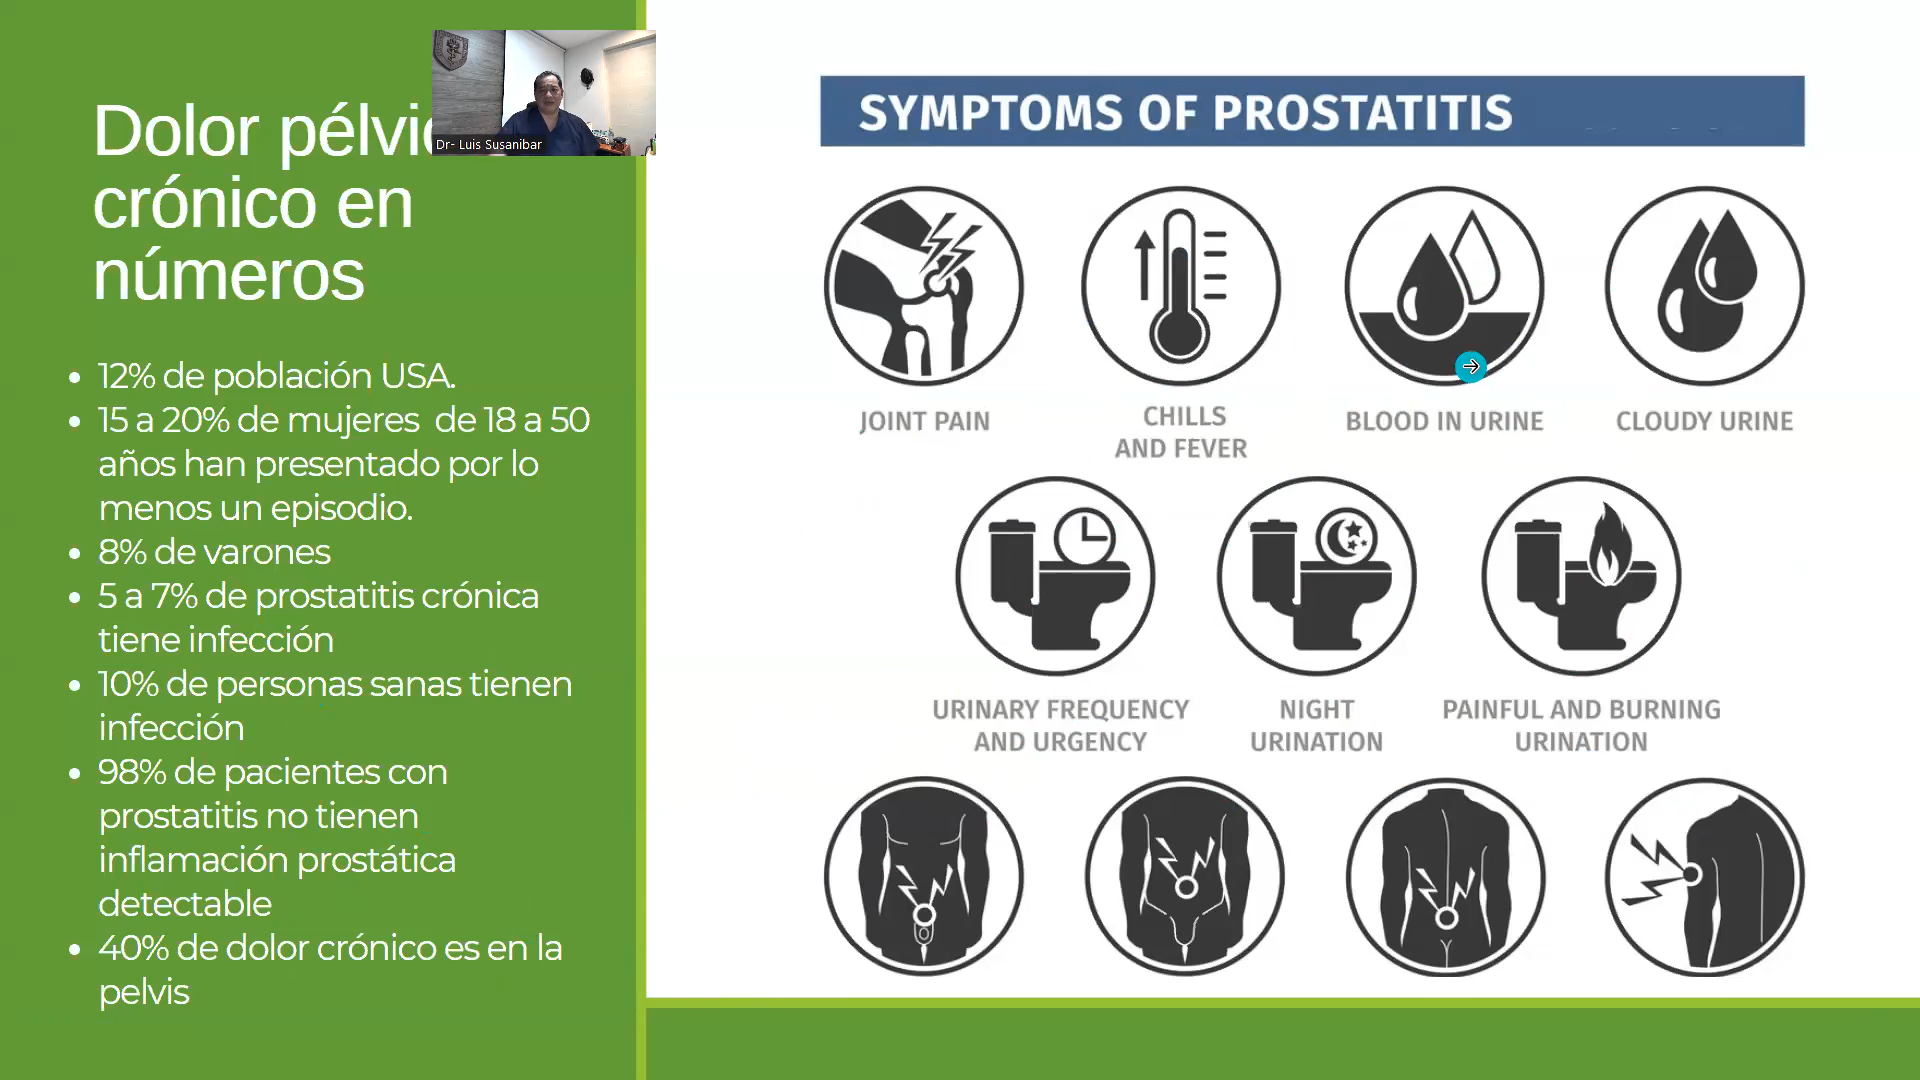 Dolor pélvic
crónico en
números
Dr- Luis Susanibar
12% de población USA.
15 a 20% de mujeres de 18 a 50
años han presentado por lo
menos un episodio.
8% de varones
5 a 7% de prostatitis crónica
tiene infección
10% de personas sanas tienen
infección
98% de pacientes con
prostatitis no tienen
inflamación prostática
detectable
40% de dolor crónico es en la
pelvis
SYMPTOMS OF PROSTATITIS
JOINT PAIN
CHILLS
AND FEVER
BLOOD IN URINE
CLOUDY URINE
URINARY FREQUENCY
AND URGENCY
NIGHT
URINATION
PAINFUL AND BURNING
URINATION